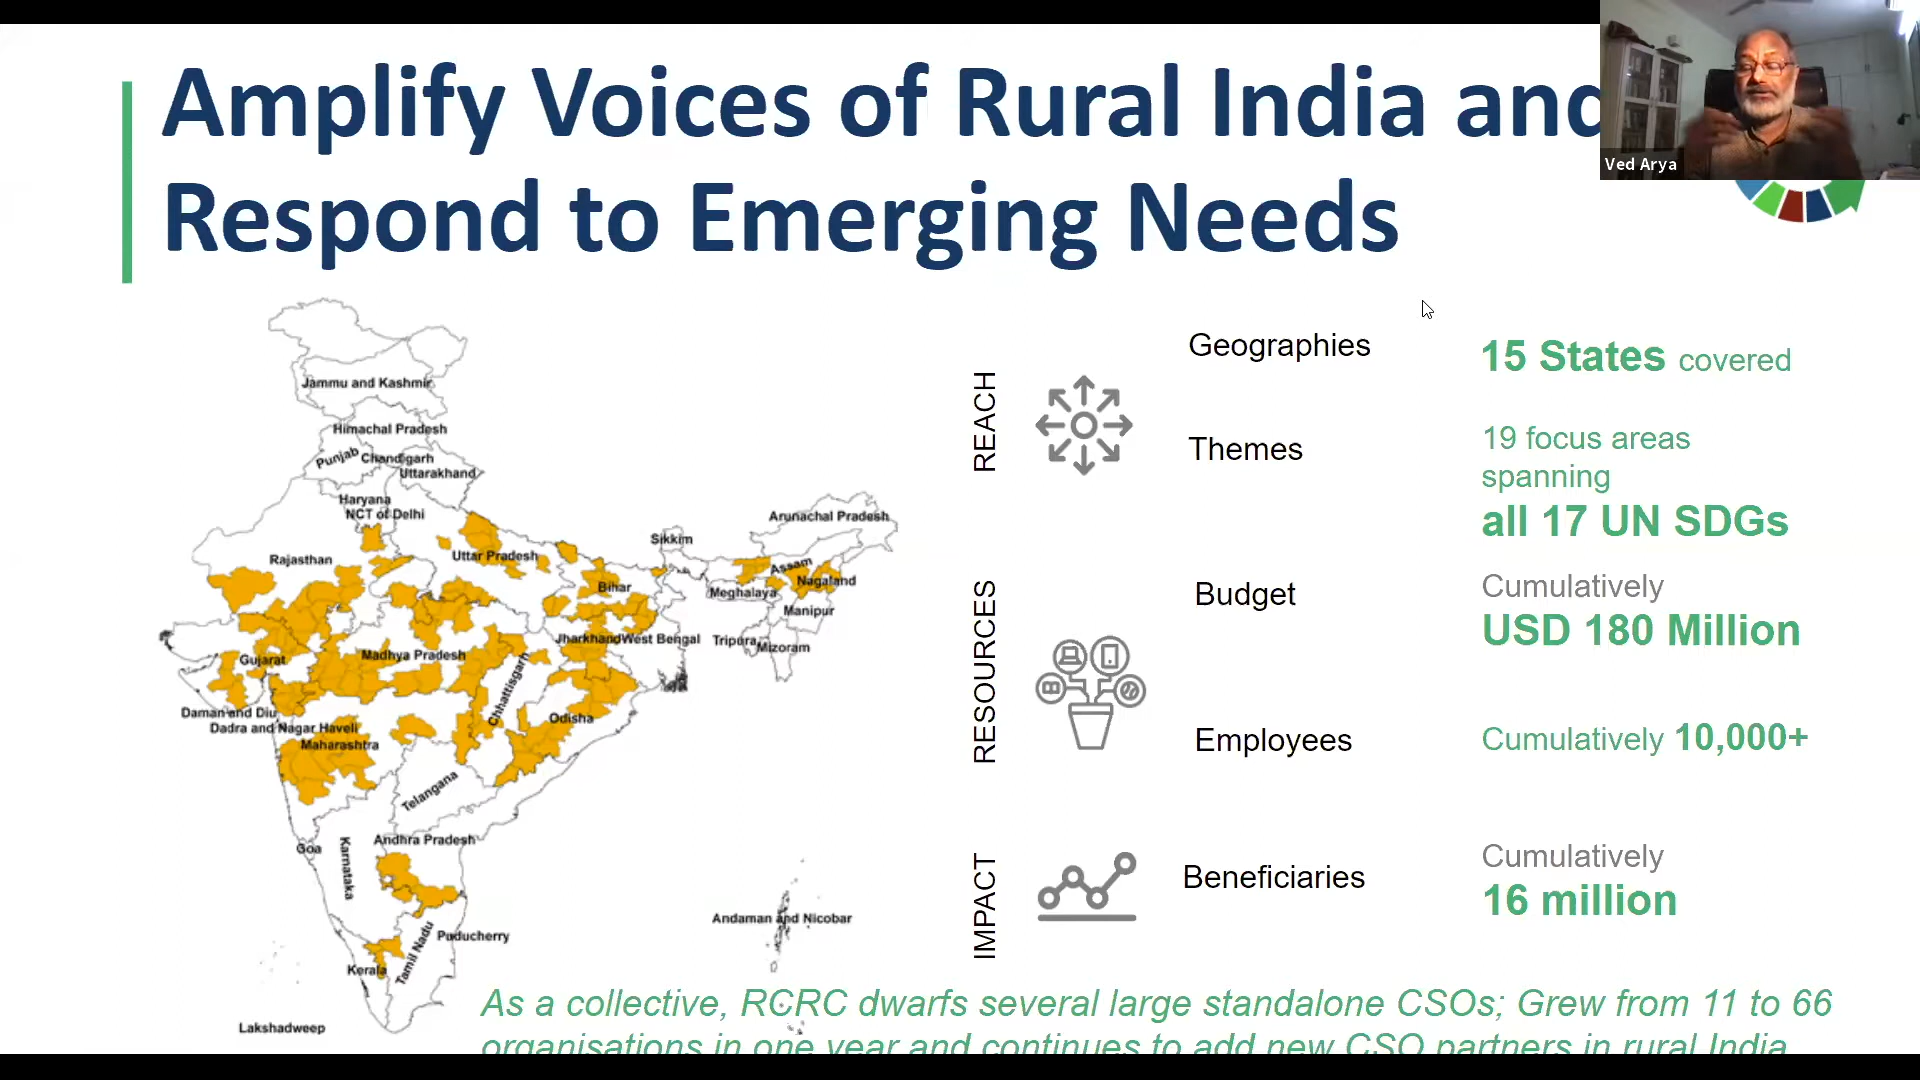 Amplify Voices of Rural India and
Respond to Emerging Needs
Ved Arya
Jammu and Kashmir
Himachal Pradesh
Punjab
Chandigarh
Uttarakhand
Haryana
NCT of Delhi
Arunachal Pradesh
Sikkim
Rajasthan
Uttar Pradesh
Assam
Bihar
Nagaland
Meghalaya
Manipur
Jharkhand
West Bengal
Tripura
Mizoram
Gujarat
Madhya Pradesh
Chhattisgarh
Daman and Diu
Odisha
Dadra and Nagar Haveli
Maharashtra
Telangana
Andhra Pradesh
Goa
Karnataka
Andaman and Nicobar
Paducherry
Tamil Nadu
Kerala
Lakshadweep
REACH
Geographies
15 States covered
Themes
19 focus areas
spanning
all 17 UN SDGs
RESOURCES
Budget
Cumulatively
USD 180 Million
Employees
Cumulatively 10,000+
IMPACT
Beneficiaries
Cumulatively
16 million
As a collective, RCRC dwarfs several large standalone CSOs; Grew from 11 to 66
organisations in one year and continues to add new CSO partners in rural India